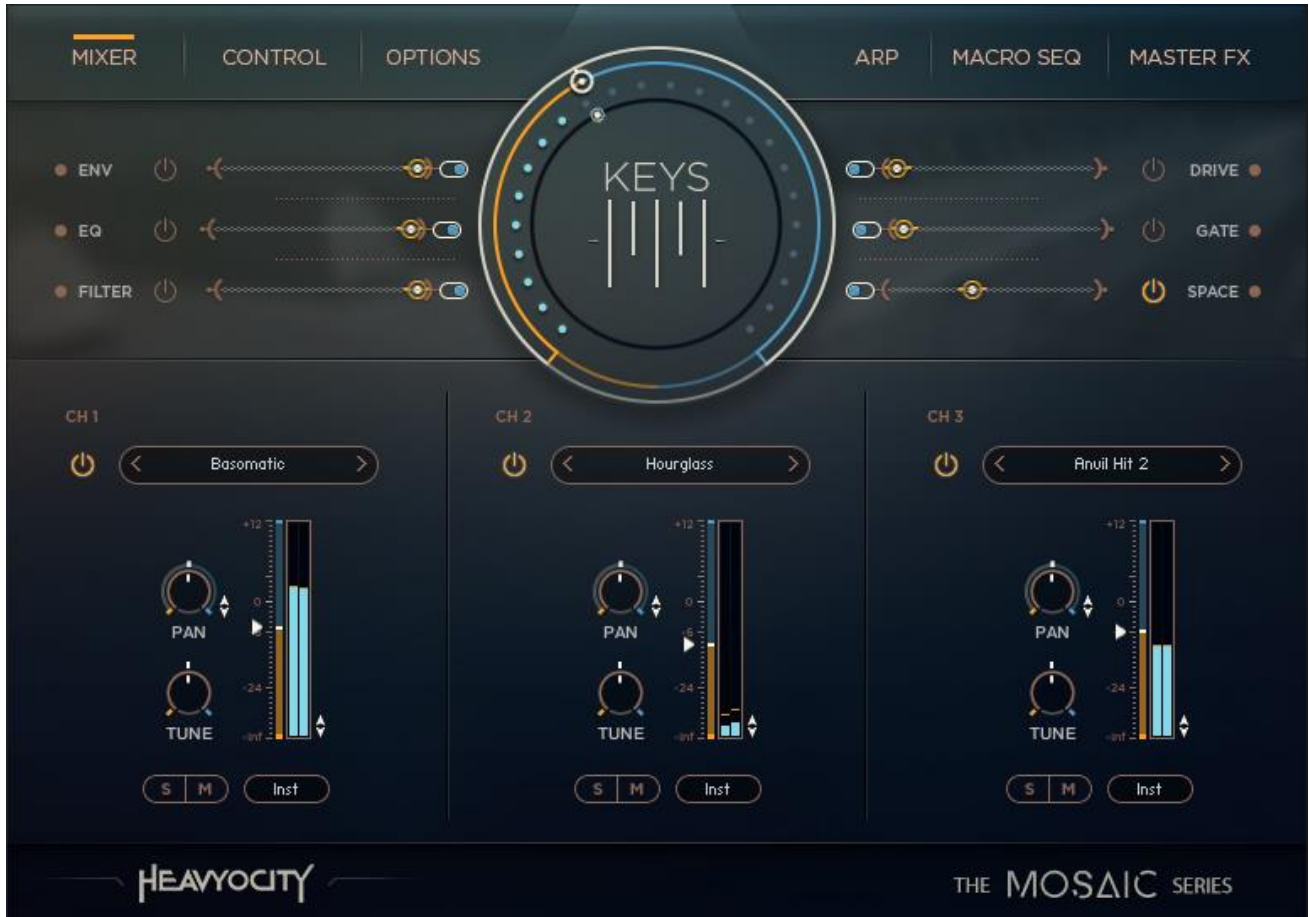 MIXER CONTROL OPTIONS ARP MACRO SEQ MASTER FX
ENV DRIVE
KEYS
EQ GATE
FILTER SPACE
CH 1 CH 2 CH 3
Basomatic Hourglass Anvil Hit 2
+12 +12 +12
0 0 0
PAN PAN -6 PAN
-24 -24 -24
TUNE -inf TUNE -inf TUNE -inf
S M Inst S M Inst S M Inst
HEAVYOCITY THE MOSAIC SERIES